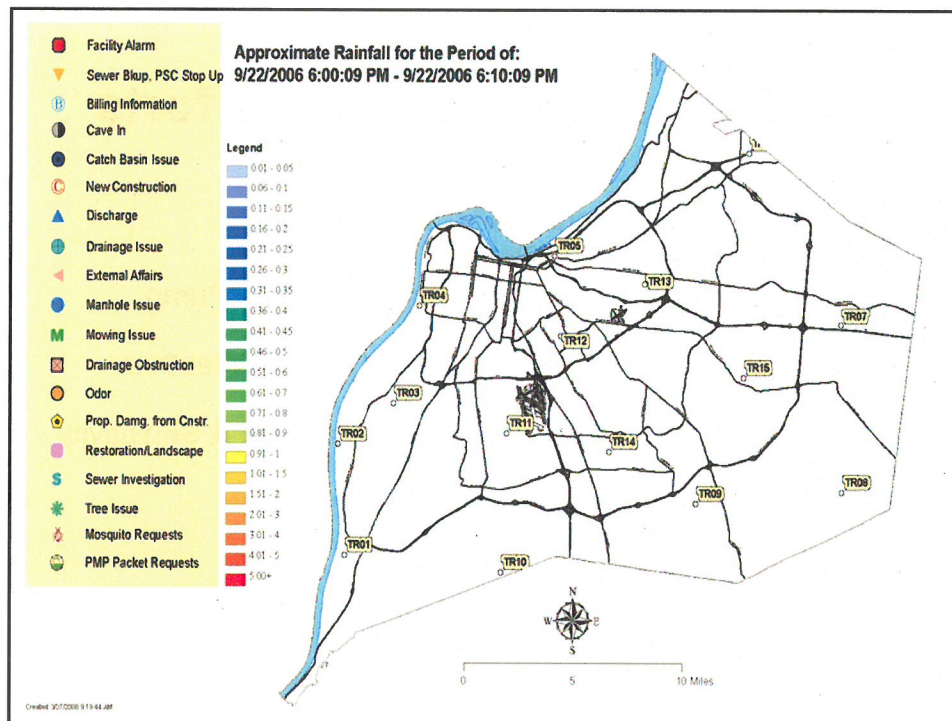 Approximate Rainfall for the Period of:
9/22/2006 6:00:09 PM - 9/22/2006 6:10:09 PM
Facility Alarm
Sewer Bkup, PSC Stop Up
B Billing Information
Cave In
Catch Basin Issue
C New Construction
Discharge
Drainage Issue
External Affairs
Manhole Issue
M Mowing Issue
Drainage Obstruction
Odor
Prop. Damg. from Cnstr.
Restoration/Landscape
S Sewer Investigation
Tree Issue
Mosquito Requests
PMP Packet Requests
Legend
0.01 - 0.05
0.06 - 0.1
0.11 - 0.15
0.16 - 0.2
0.21 - 0.25
0.26 - 0.3
0.31 - 0.35
0.36 - 0.4
0.41 - 0.45
0.46 - 0.5
0.51 - 0.6
0.61 - 0.7
0.71 - 0.8
0.81 - 0.9
0.91 - 1
1.01 - 1.5
1.51 - 2
2.01 - 3
3.01 - 4
4.01 - 5
5.00+
TR05
TR13
TR04
TR07
TR12
TR15
TR03
TR11
TR02
TR14
TR08
TR09
TR01
TR10
N
W E
S
0 5 10 Miles